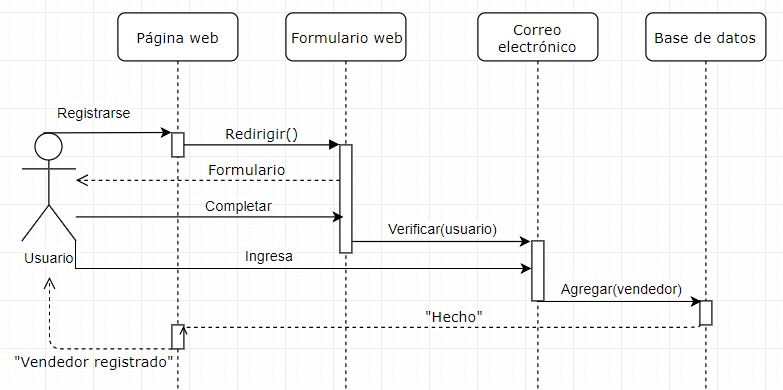 Página web
Formulario web
Correo
electrónico
Base de datos
Registrarse
Redirigir()
Formulario
Completar
Verificar(usuario)
Usuario
Ingresa
Agregar(vendedor)
"Hecho"
"Vendedor registrado"